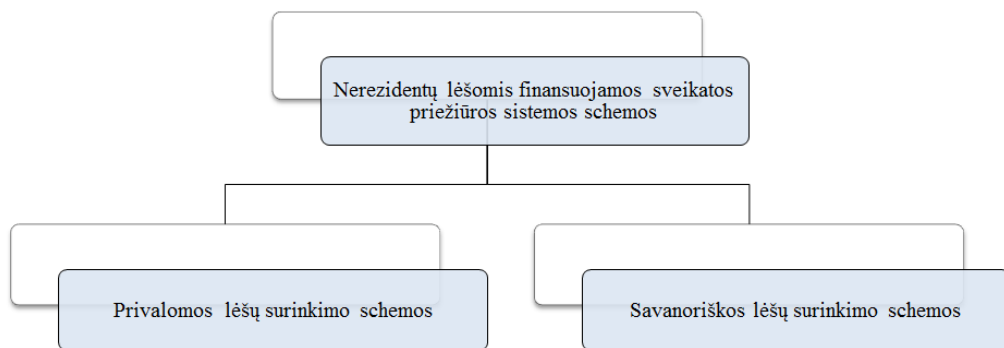 Nerezidentų lėšomis finansuojamos sveikatos
priežiūros sistemos schemos
Privalomos lėšų surinkimo schemos
Savanoriškos lėšų surinkimo schemos